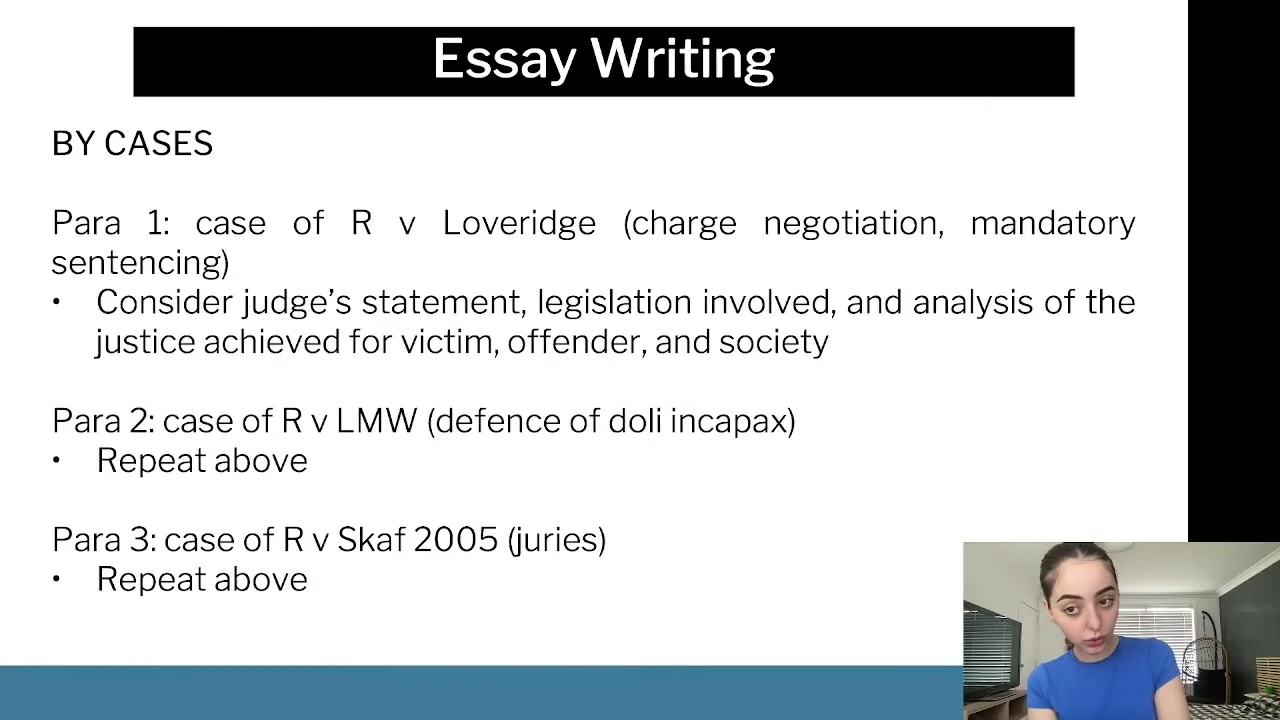 Essay Writing
BY CASES
Para 1: case of R v Loveridge (charge negotiation, mandatory
sentencing)
• Consider judge’s statement, legislation involved, and analysis of the
justice achieved for victim, offender, and society
Para 2: case of R v LMW (defence of doli incapax)
• Repeat above
Para 3: case of R v Skaf 2005 (juries)
• Repeat above